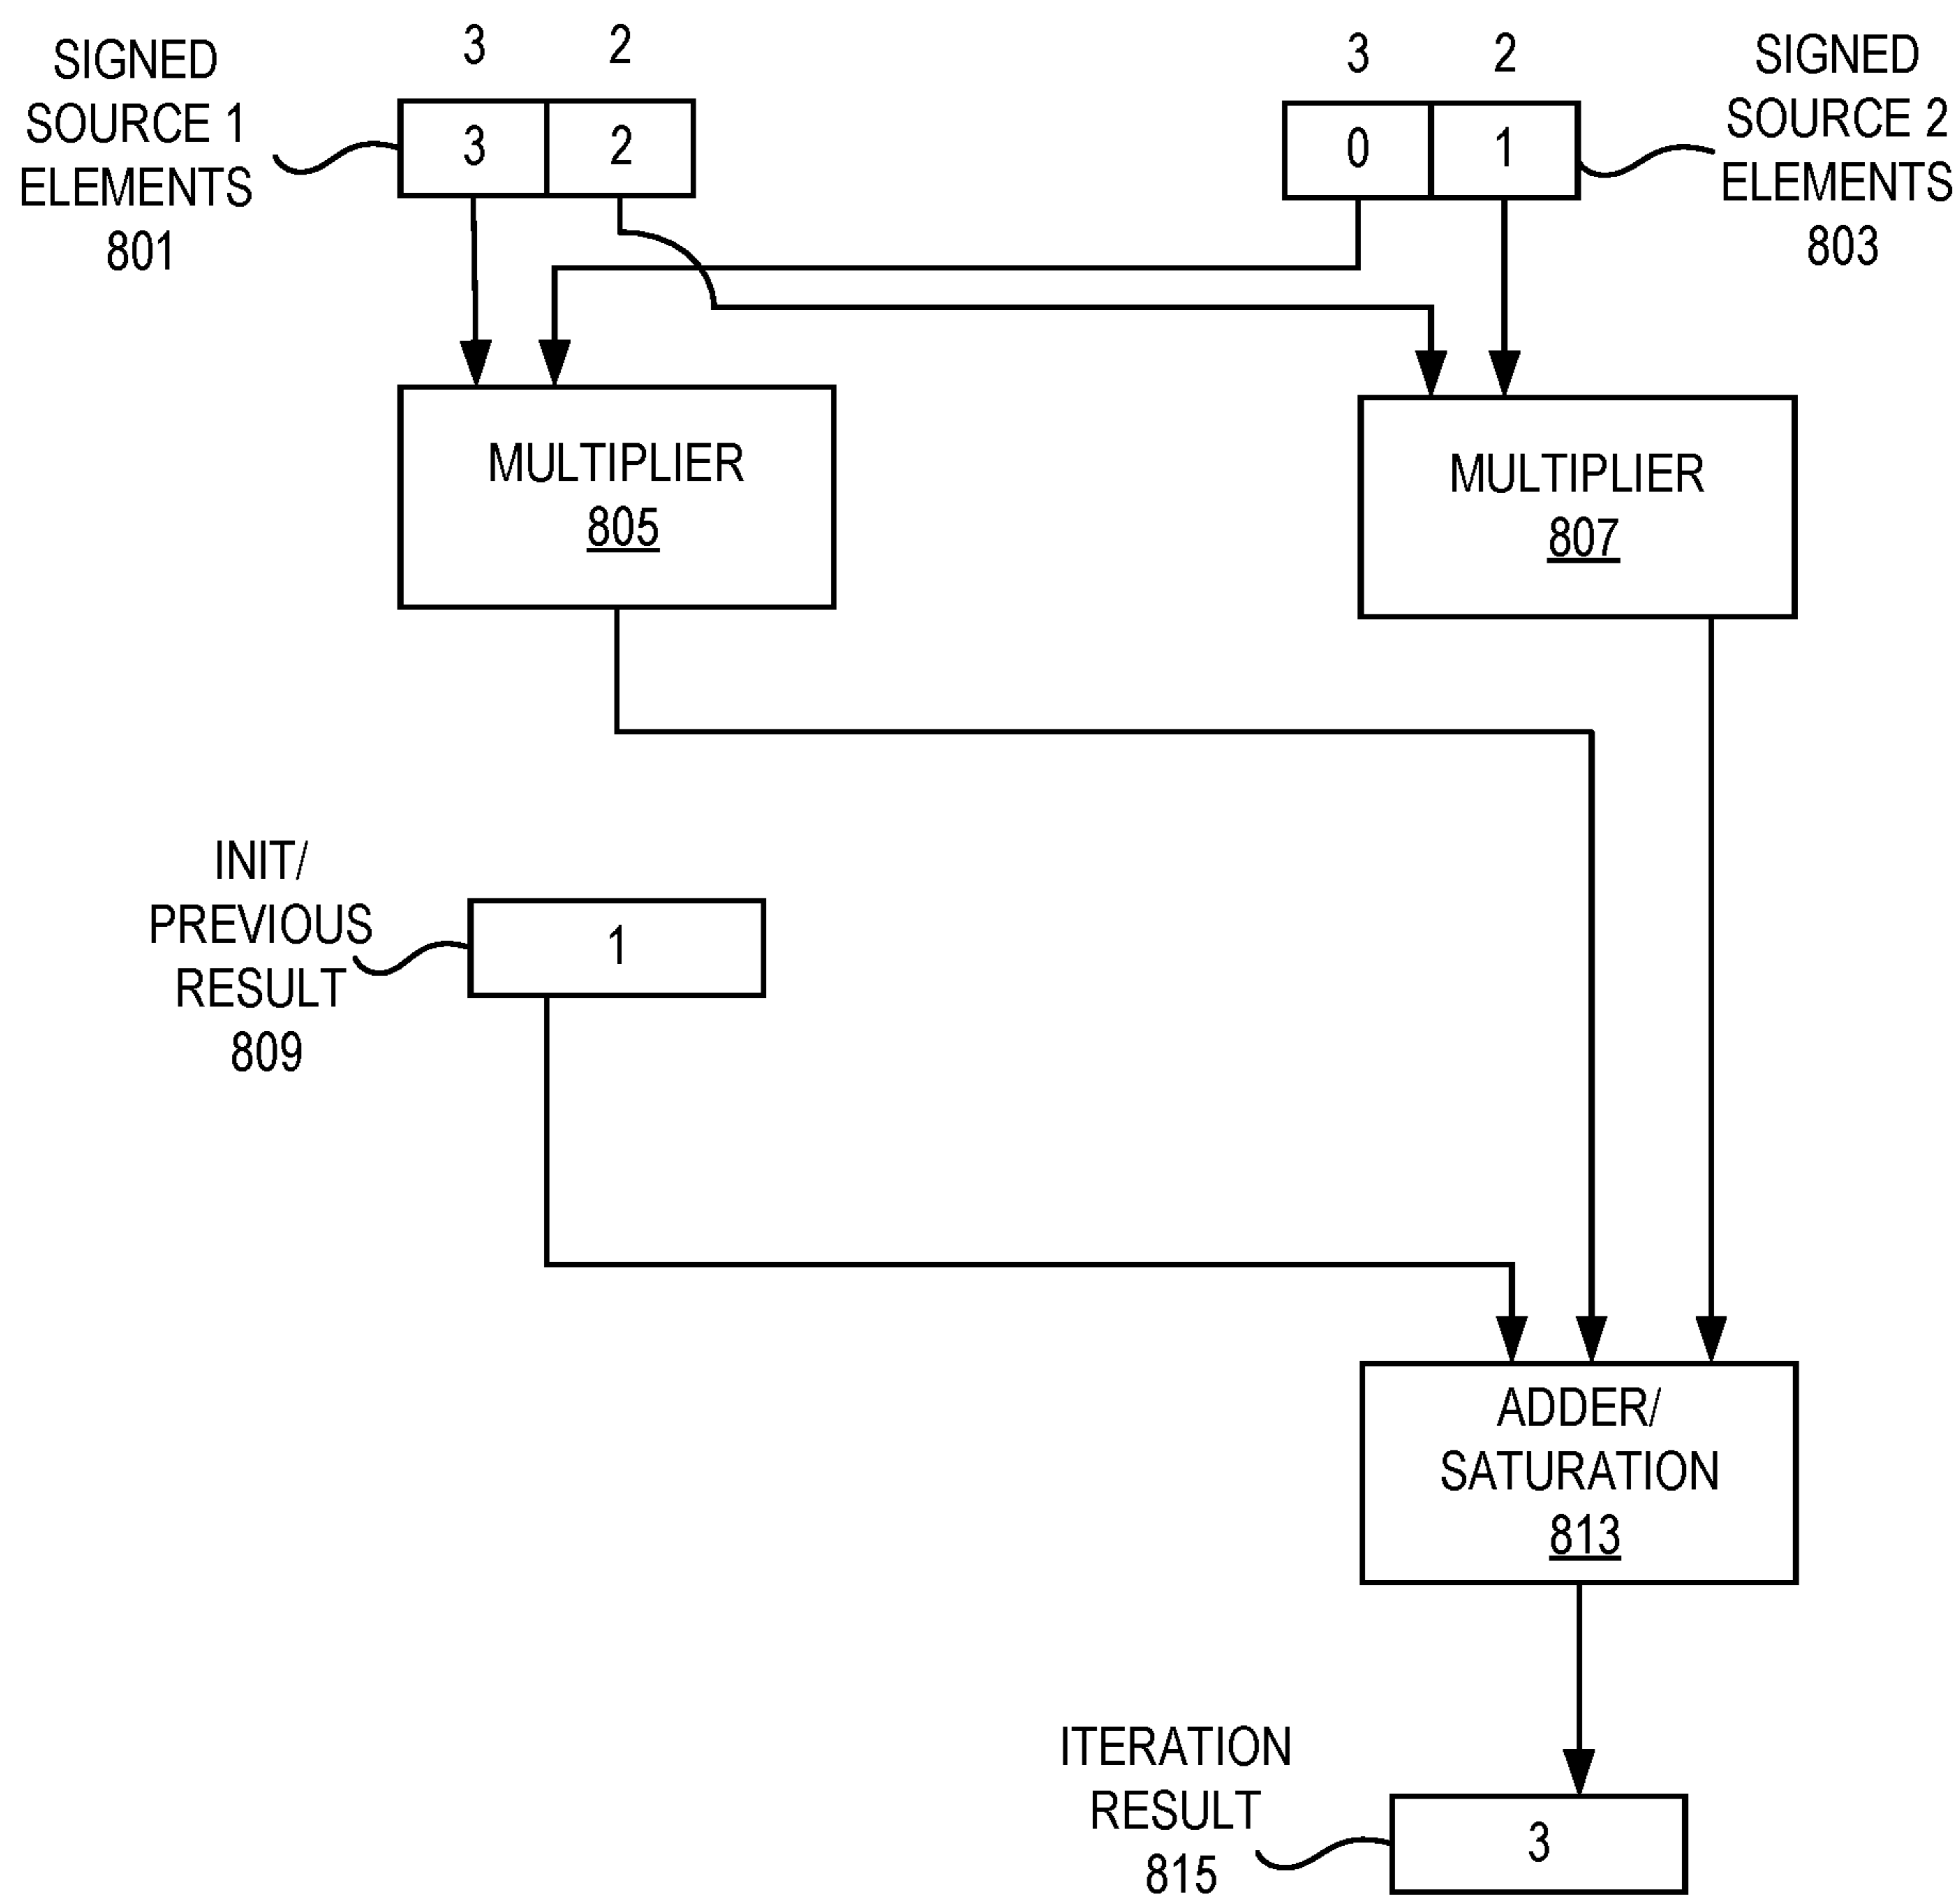 SIGNED
SOURCE 1
ELEMENTS
801
3 2
3 2
3 2
0 1
SIGNED
SOURCE 2
ELEMENTS
803
MULTIPLIER
805
MULTIPLIER
807
INIT/
PREVIOUS
RESULT
809
1
ADDER/
SATURATION
813
ITERATION
RESULT
815
3